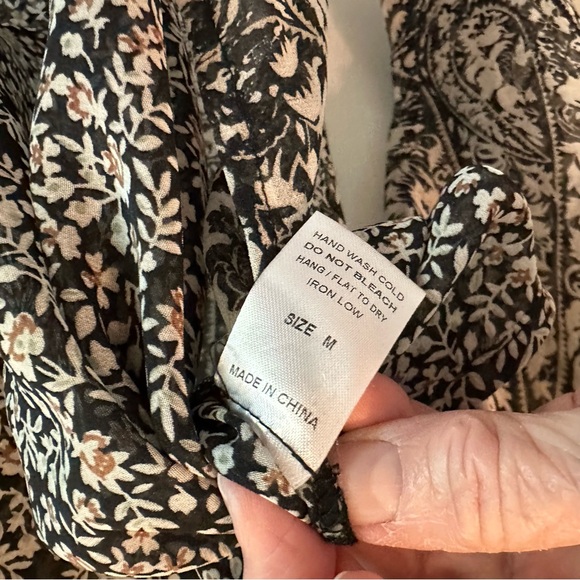 HAND WASH COLD
DO NOT BLEACH
HANG / FLAT TO DRY
IRON LOW
SIZE M
MADE IN CHINA